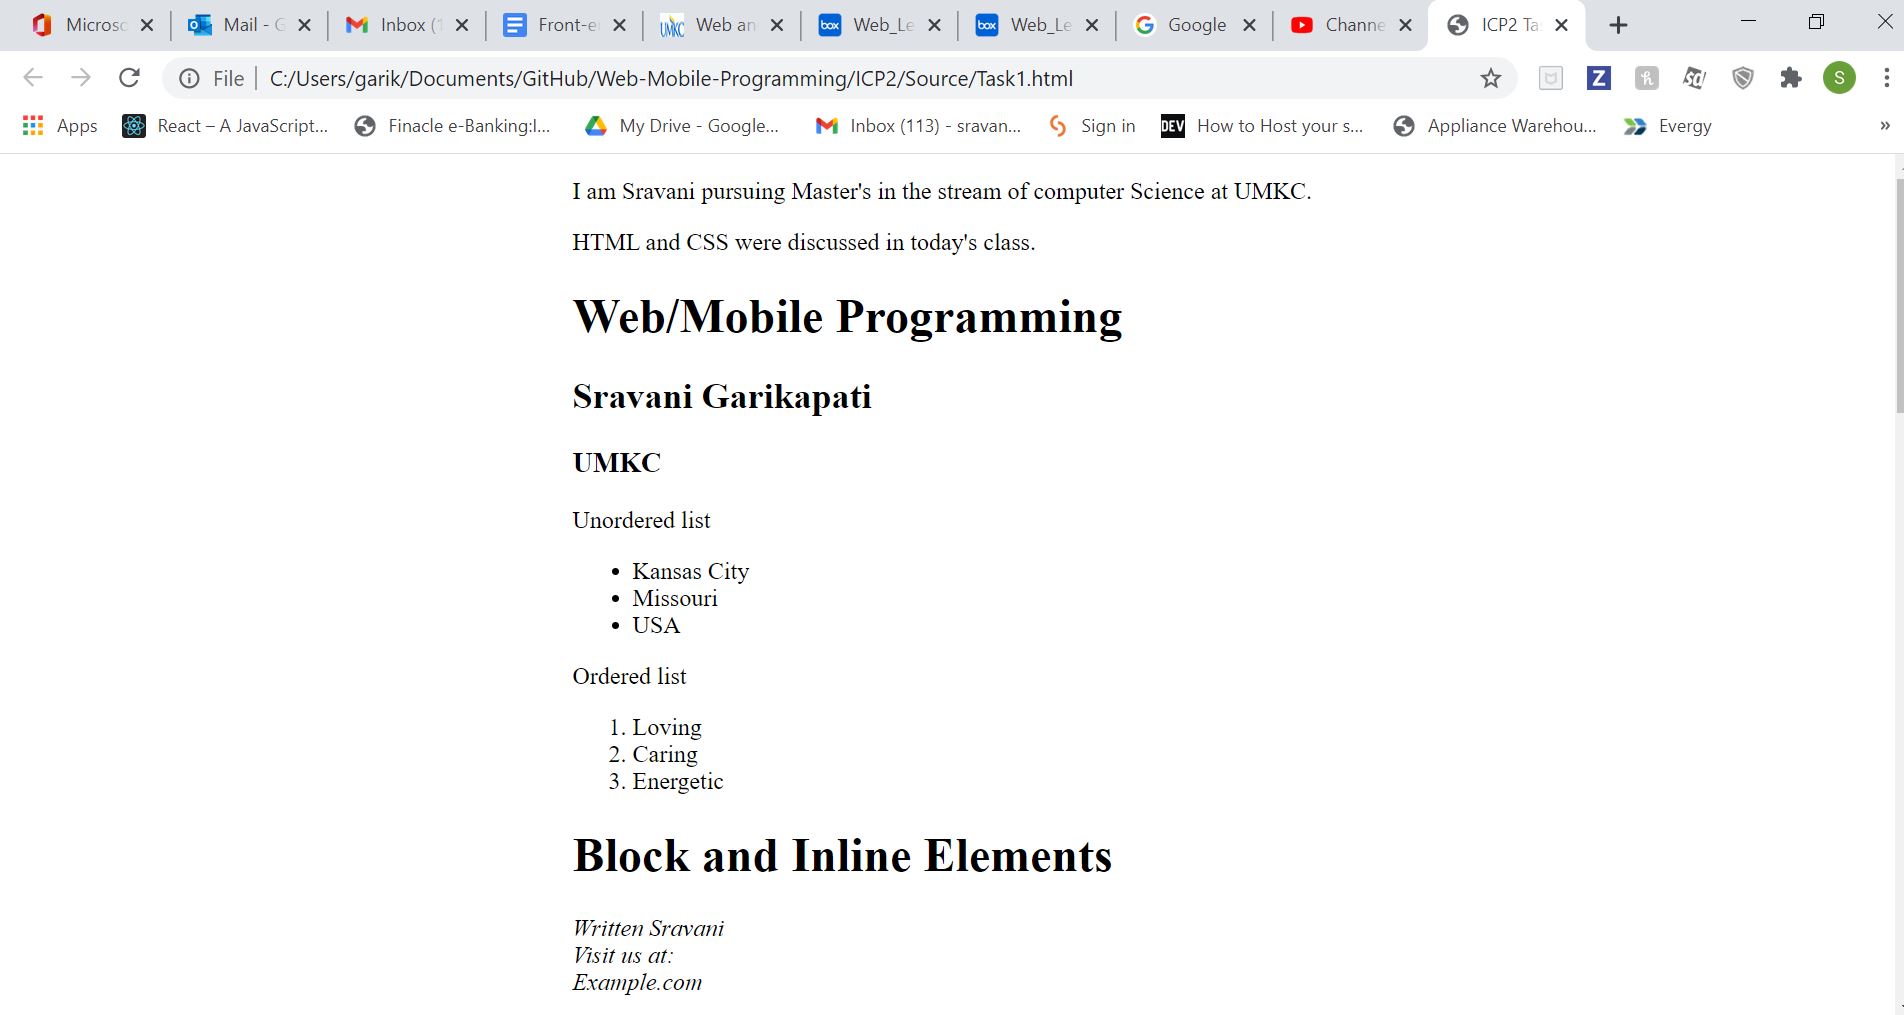 Microso
Mail - G
Inbox (1
Front-e
UMKC
Web an
box
Web_Le
box
Web_Le
Google
Channe
ICP2 Ta
File
C:/Users/garik/Documents/GitHub/Web-Mobile-Programming/ICP2/Source/Task1.html
Z
S
Apps
React – A JavaScript...
Finacle e-Banking:I...
My Drive - Google...
Inbox (113) - sravan...
Sign in
DEV
How to Host your s...
Appliance Warehou...
Evergy
»
I am Sravani pursuing Master's in the stream of computer Science at UMKC.
HTML and CSS were discussed in today's class.
Web/Mobile Programming
Sravani Garikapati
UMKC
Unordered list
• Kansas City
• Missouri
• USA
Ordered list
1. Loving
2. Caring
3. Energetic
Block and Inline Elements
Written Sravani
Visit us at:
Example.com